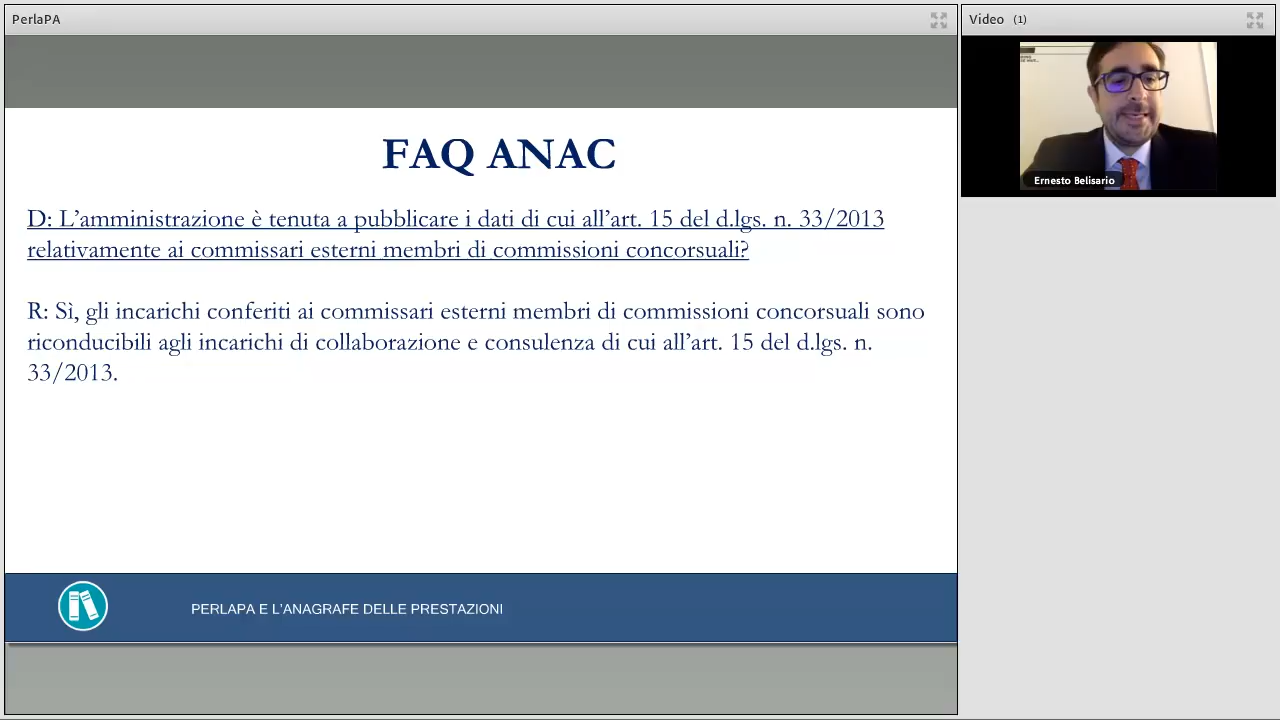 PerlaPA
Video (1)
Ernesto Belisario
FAQ ANAC
D: L’amministrazione è tenuta a pubblicare i dati di cui all’art. 15 del d.lgs. n. 33/2013
relativamente ai commissari esterni membri di commissioni concorsuali?
R: Sì, gli incarichi conferiti ai commissari esterni membri di commissioni concorsuali sono
riconducibili agli incarichi di collaborazione e consulenza di cui all’art. 15 del d.lgs. n.
33/2013.
PERLAPA E L’ANAGRAFE DELLE PRESTAZIONI